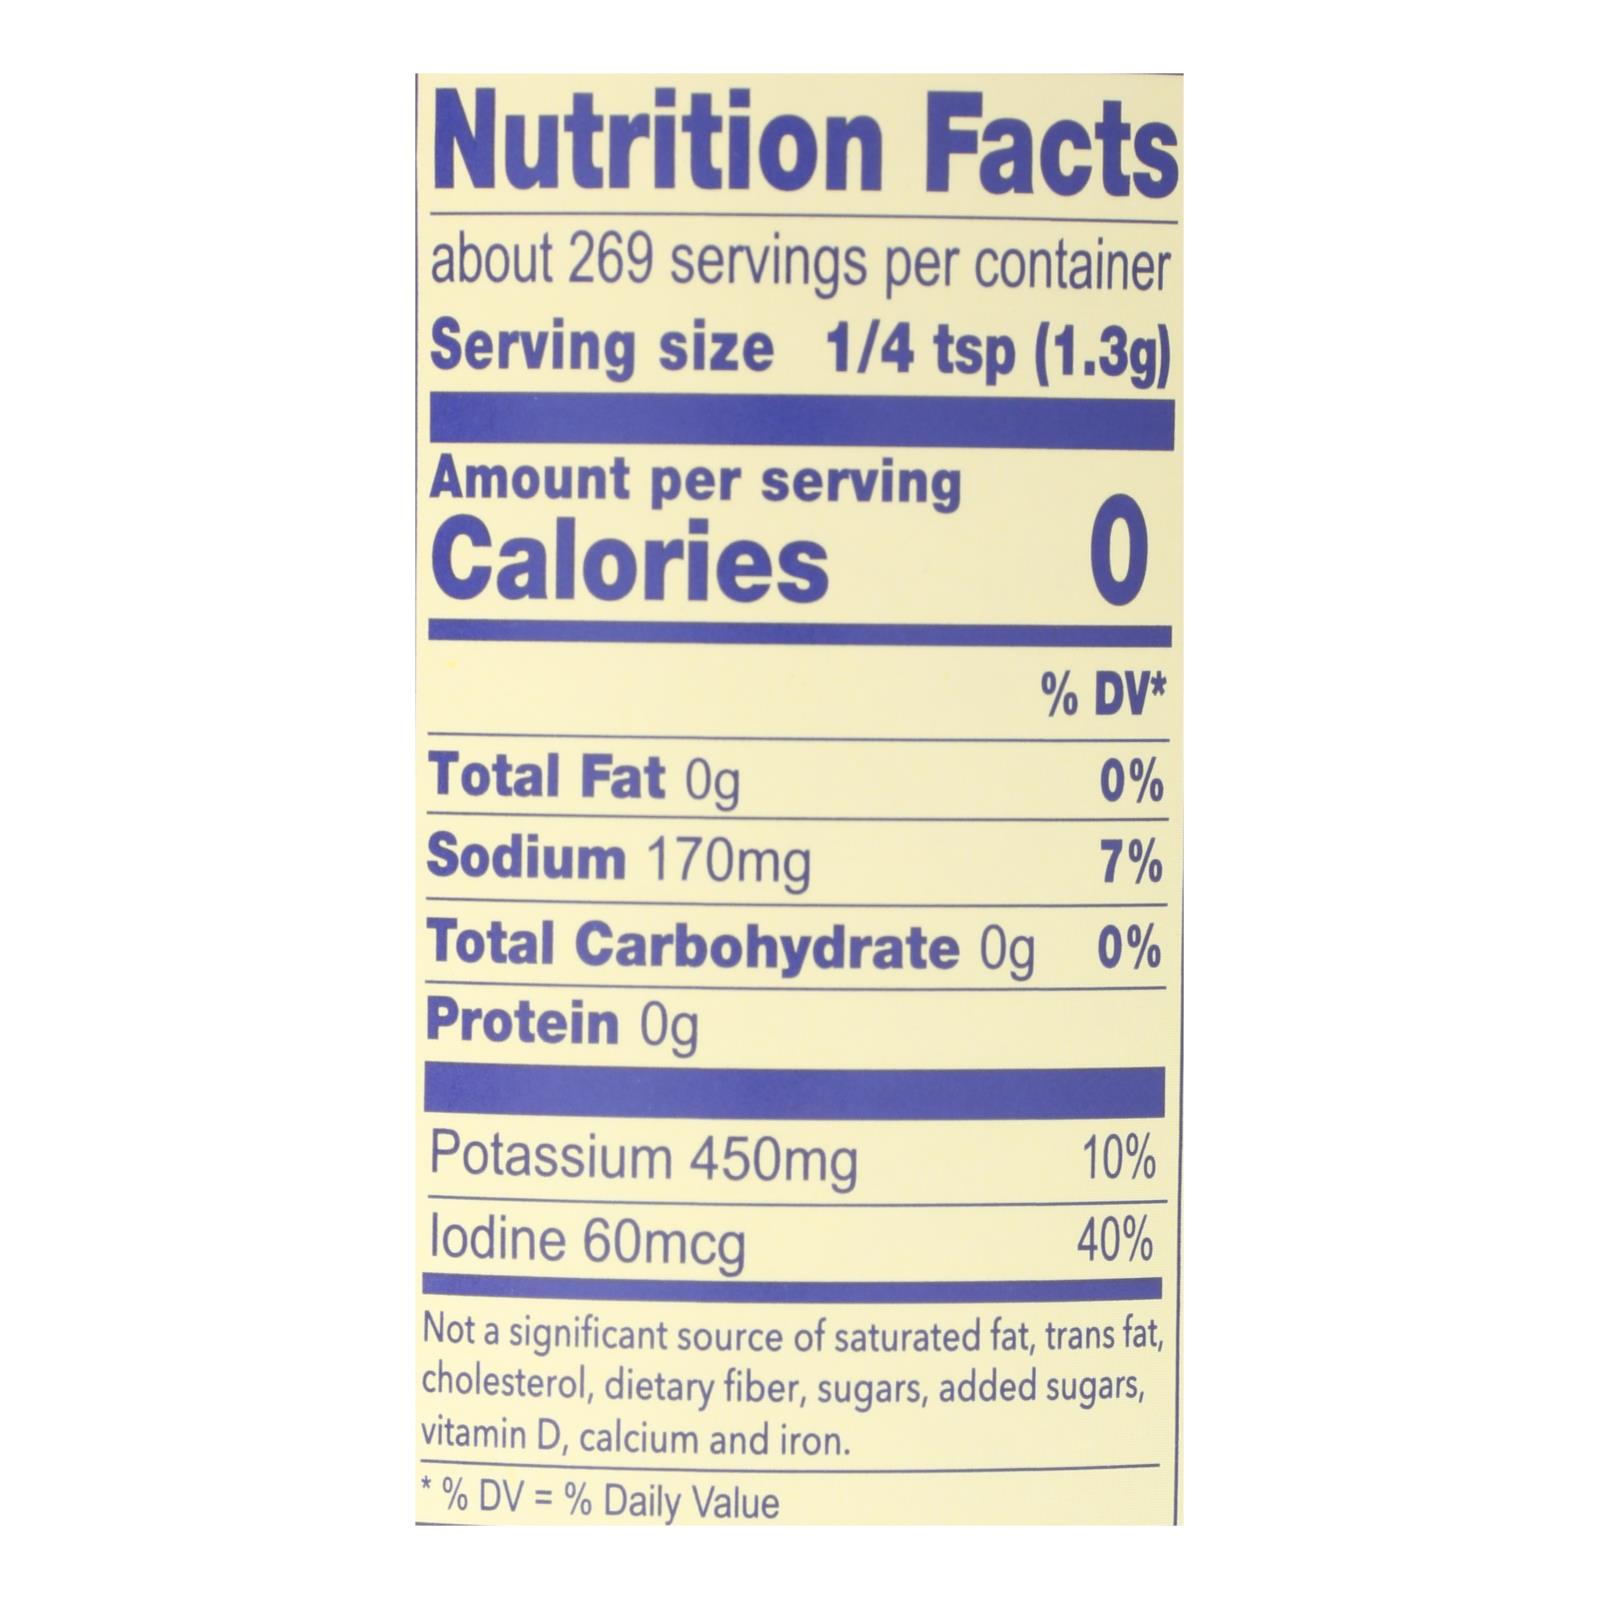 Nutrition Facts
about 269 servings per container
Serving size 1/4 tsp (1.3g)
Amount per serving
Calories 0
% DV*
Total Fat 0g 0%
Sodium 170mg 7%
Total Carbohydrate 0g 0%
Protein 0g
Potassium 450mg 10%
Iodine 60mcg 40%
Not a significant source of saturated fat, trans fat,
cholesterol, dietary fiber, sugars, added sugars,
vitamin D, calcium and iron.
* % DV = % Daily Value